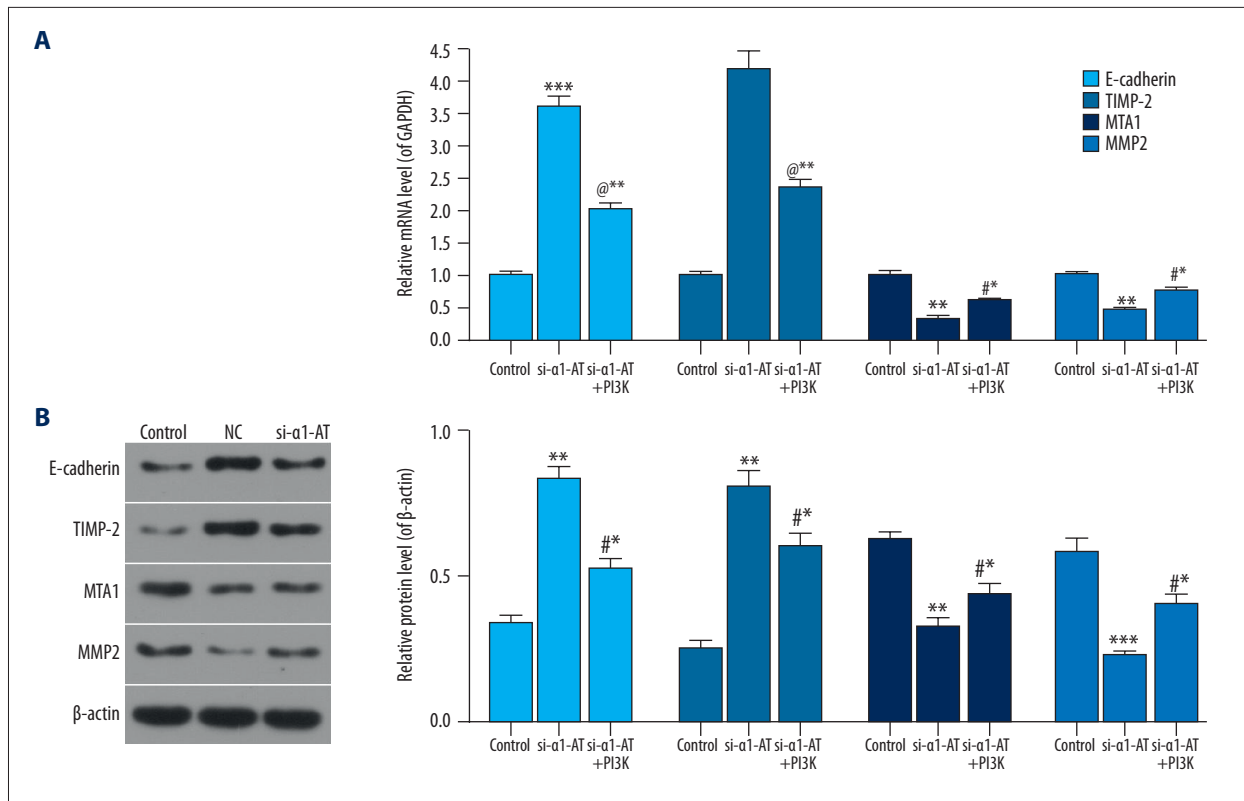 A
Relative mRNA level (of GAPDH)
4.5
4.0
3.5
3.0
2.5
2.0
1.5
1.0
0.5
0.0
***
@**
@**
**
#*
**
#*
E-cadherin
TIMP-2
MTA1
MMP2
Control si-α1-AT si-α1-AT
+PI3K
Control si-α1-AT si-α1-AT
+PI3K
Control si-α1-AT si-α1-AT
+PI3K
Control si-α1-AT si-α1-AT
+PI3K
B
Control NC si-α1-AT
E-cadherin
TIMP-2
MTA1
MMP2
β-actin
Relative protein level (of β-actin)
1.0
0.5
0.0
**
#*
**
#*
**
#*
***
#*
Control si-α1-AT si-α1-AT
+PI3K
Control si-α1-AT si-α1-AT
+PI3K
Control si-α1-AT si-α1-AT
+PI3K
Control si-α1-AT si-α1-AT
+PI3K